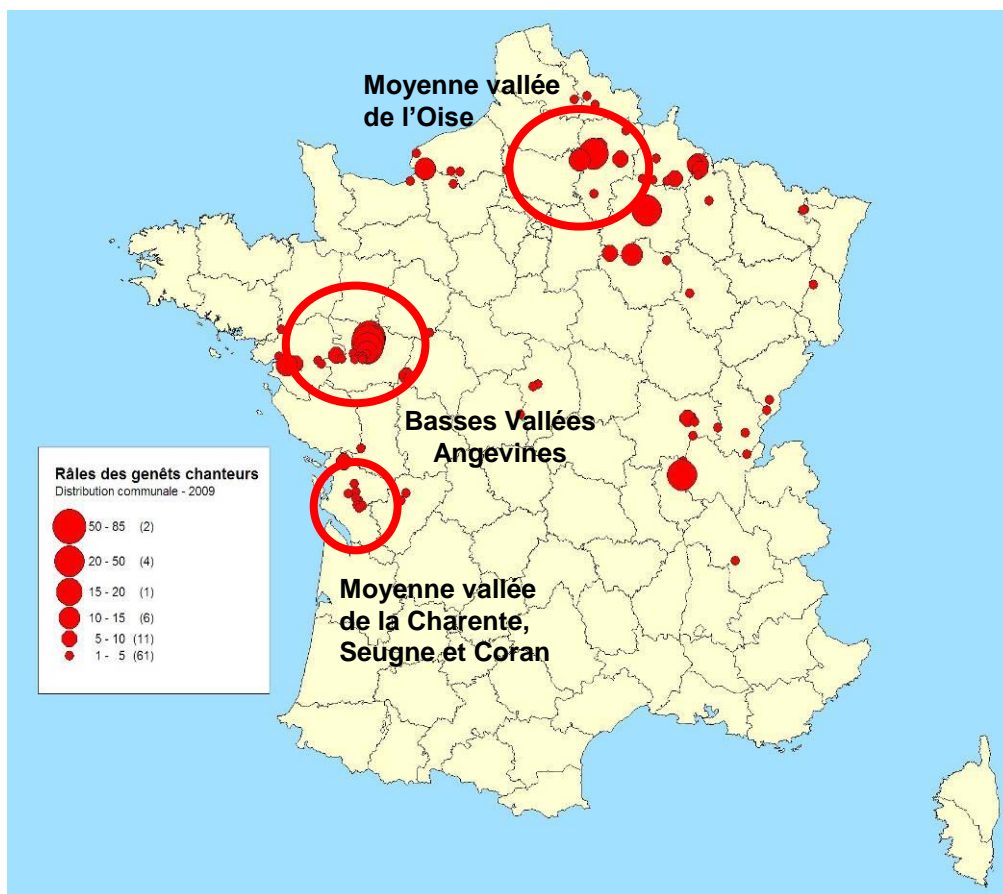 Moyenne vallée
de l'Oise
Basses Vallées
Angevines
Râles des genêts chanteurs
Distribution communale - 2009
50 - 85 (2)
20 - 50 (4)
15 - 20 (1)
10 - 15 (6)
5 - 10 (11)
1 - 5 (61)
Moyenne vallée
de la Charente,
Seugne et Coran